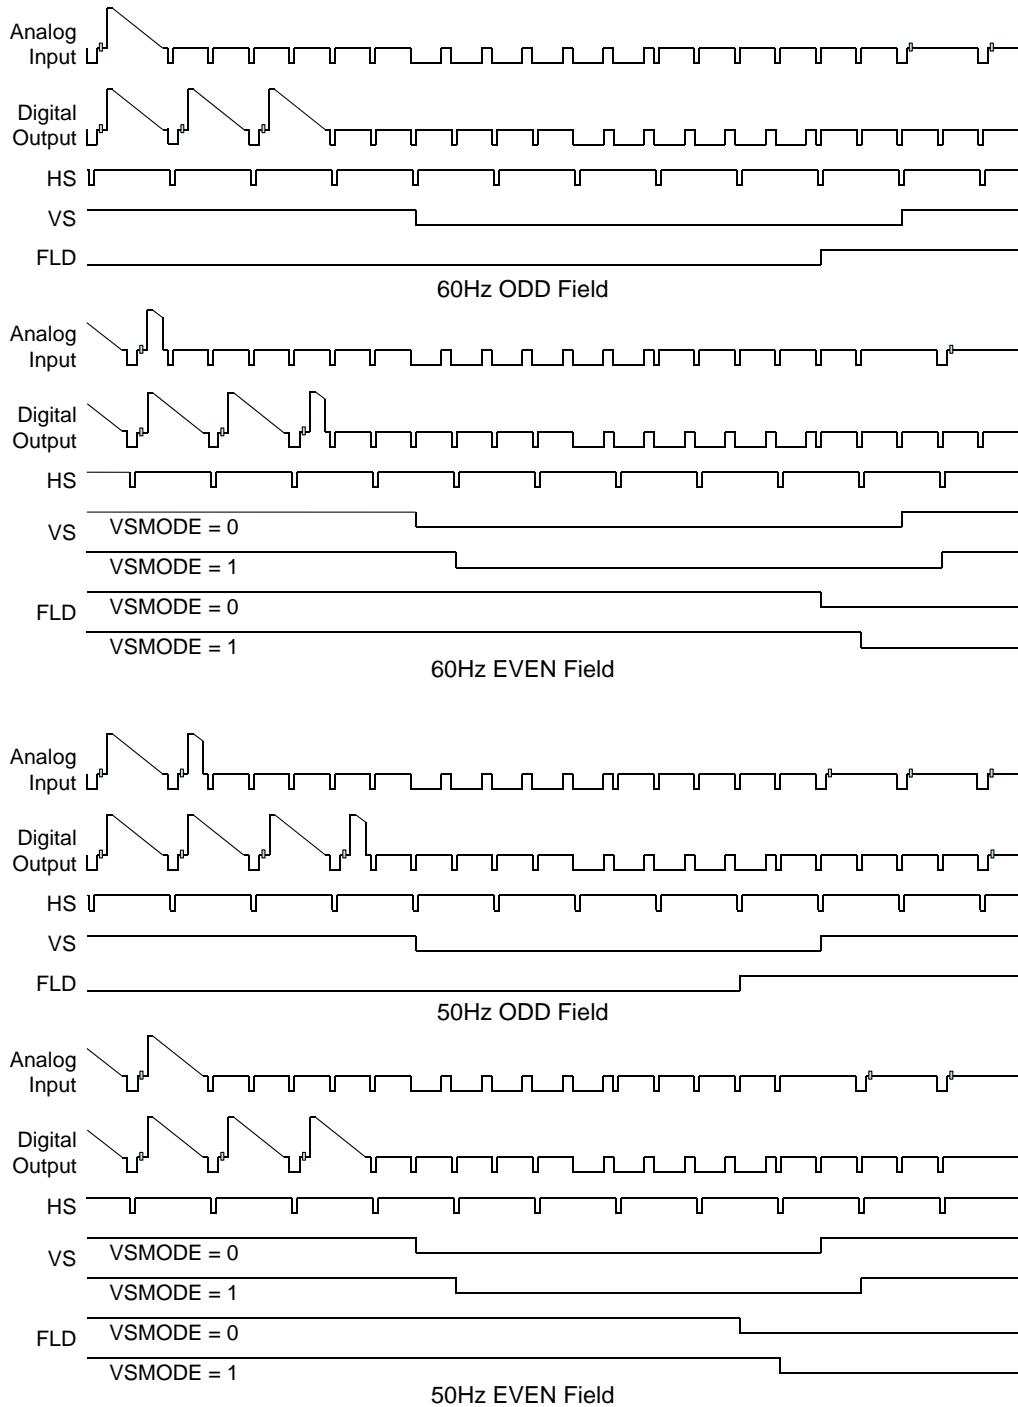 Analog
Input
Digital
Output
HS
VS
FLD
60Hz ODD Field
Analog
Input
Digital
Output
HS
VS
VSMODE = 0
VSMODE = 1
FLD
VSMODE = 0
VSMODE = 1
60Hz EVEN Field
Analog
Input
Digital
Output
HS
VS
FLD
50Hz ODD Field
Analog
Input
Digital
Output
HS
VS
VSMODE = 0
VSMODE = 1
FLD
VSMODE = 0
VSMODE = 1
50Hz EVEN Field